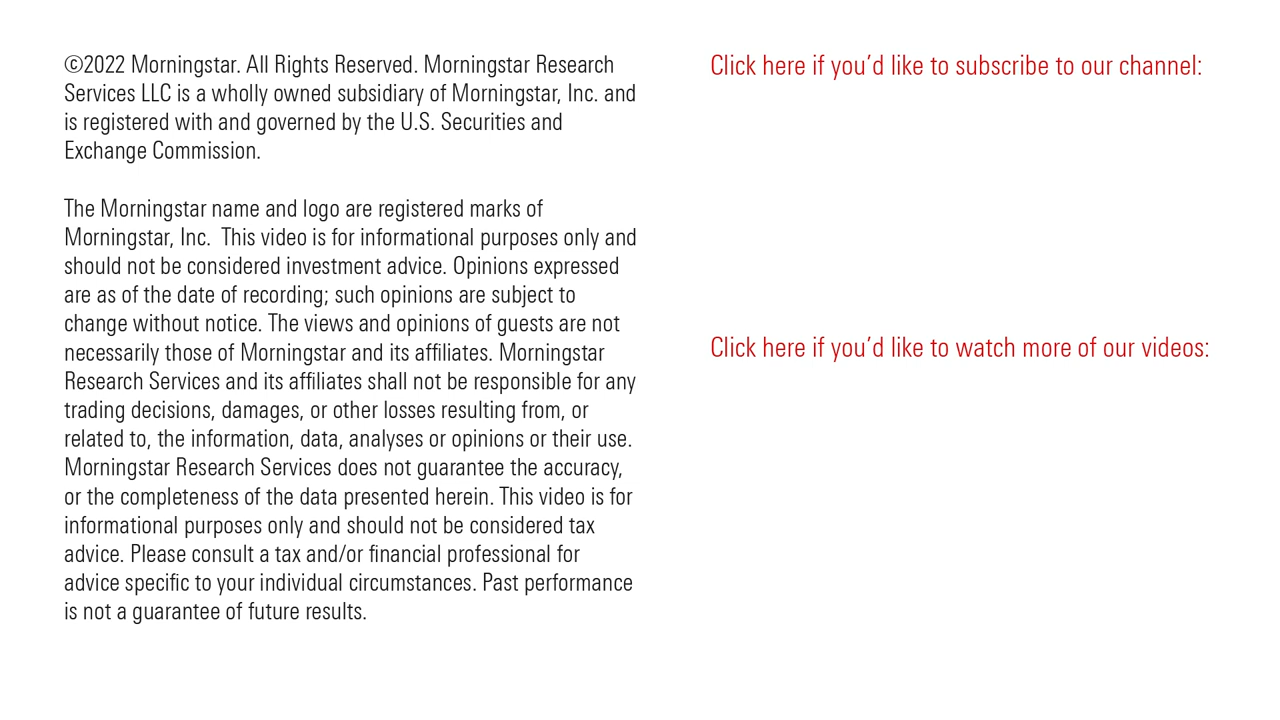 ©2022 Morningstar. All Rights Reserved. Morningstar Research
Services LLC is a wholly owned subsidiary of Morningstar, Inc. and
is registered with and governed by the U.S. Securities and
Exchange Commission.
The Morningstar name and logo are registered marks of
Morningstar, Inc.  This video is for informational purposes only and
should not be considered investment advice. Opinions expressed
are as of the date of recording; such opinions are subject to
change without notice. The views and opinions of guests are not
necessarily those of Morningstar and its affiliates. Morningstar
Research Services and its affiliates shall not be responsible for any
trading decisions, damages, or other losses resulting from, or
related to, the information, data, analyses or opinions or their use.
Morningstar Research Services does not guarantee the accuracy,
or the completeness of the data presented herein. This video is for
informational purposes only and should not be considered tax
advice. Please consult a tax and/or financial professional for
advice specific to your individual circumstances. Past performance
is not a guarantee of future results.
Click here if you’d like to subscribe to our channel:
Click here if you’d like to watch more of our videos: